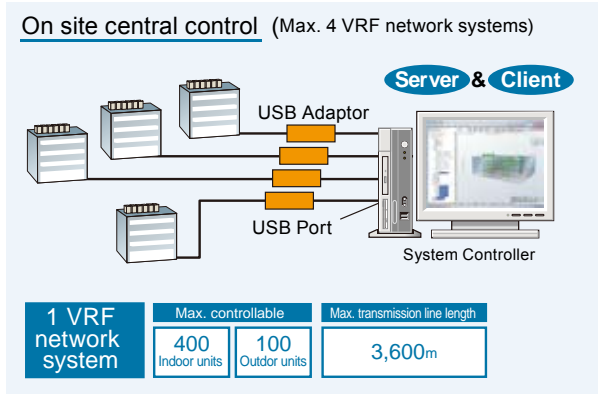 On site central control (Max. 4 VRF network systems)
Server & Client
USB Adaptor
USB Port
System Controller
1 VRF
network
system
Max. controllable
400
Indoor units
100
Outdor units
Max. transmission line length
3,600m